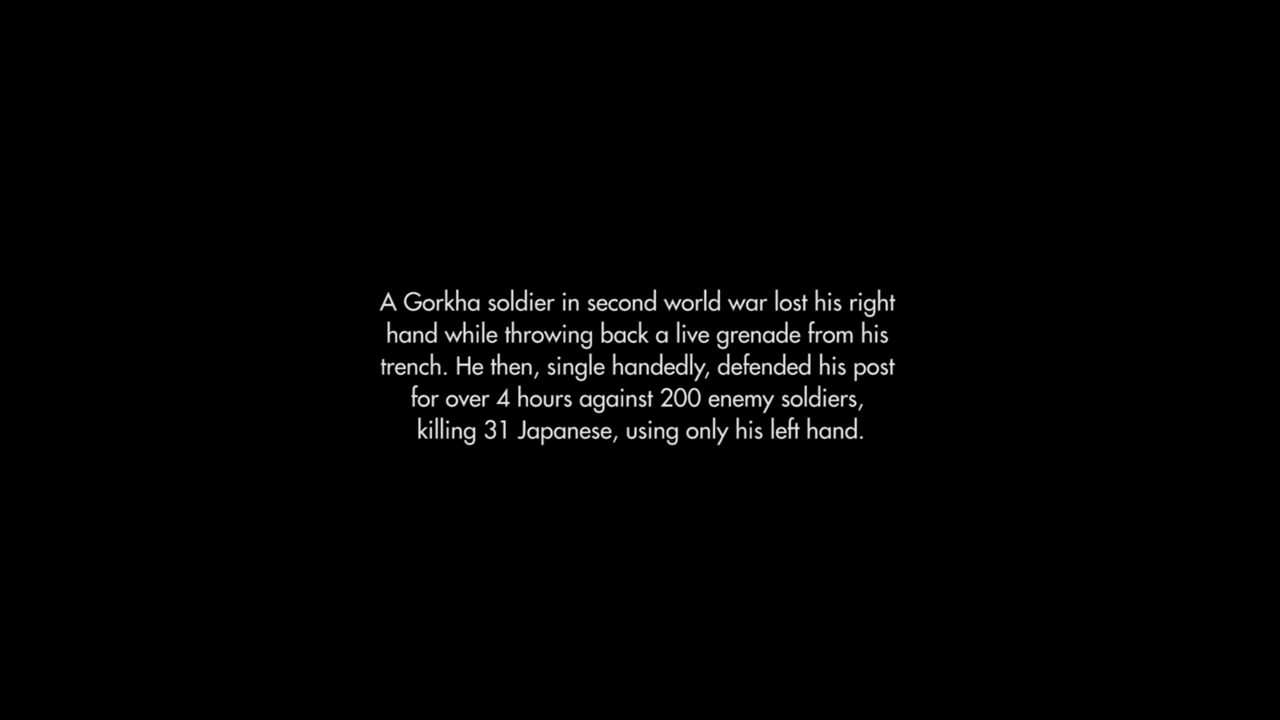 A Gorkha soldier in second world war lost his right
hand while throwing back a live grenade from his
trench. He then, single handedly, defended his post
for over 4 hours against 200 enemy soldiers,
killing 31 Japanese, using only his left hand.